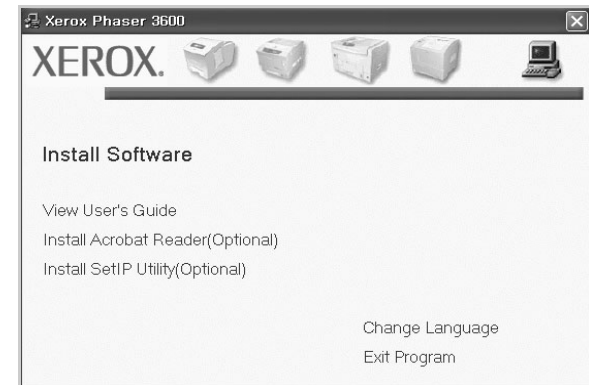 Xerox Phaser 3600
XEROX.
Install Software
View User's Guide
Install Acrobat Reader(Optional)
Install SetIP Utility(Optional)
Change Language
Exit Program